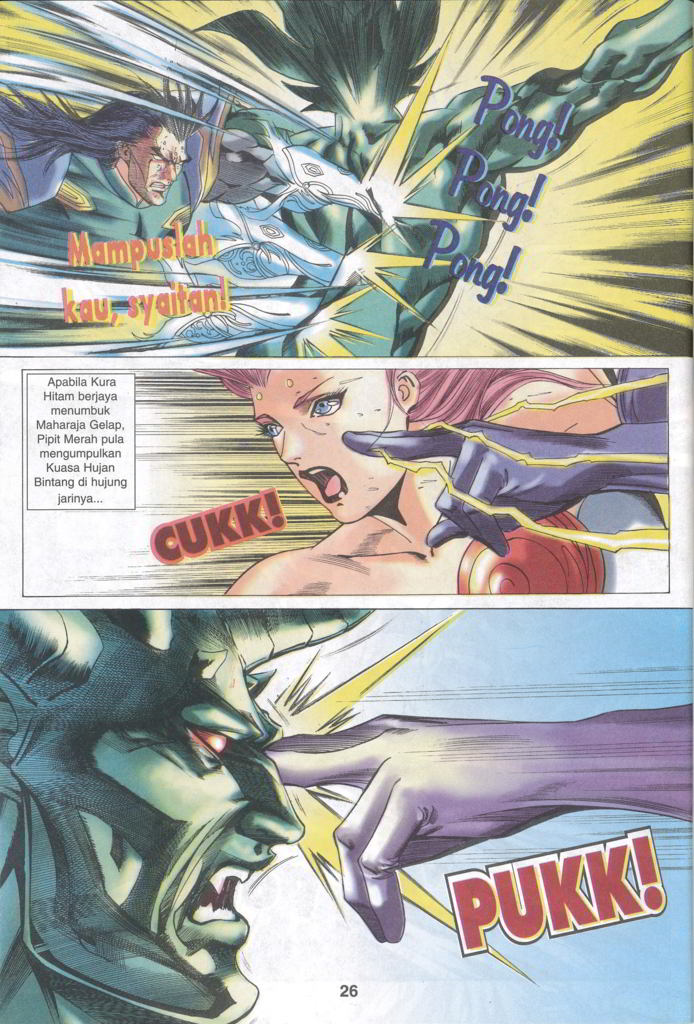 Pong!
Pong!
Pong!
Mampuslah
kau, syaitan!
Apabila Kura
Hitam berjaya
menumbuk
Maharaja Gelap,
Pipit Merah pula
mengumpulkan
Kuasa Hujan
Bintang di hujung
jarinya...
CUKK!
PUKK!
26